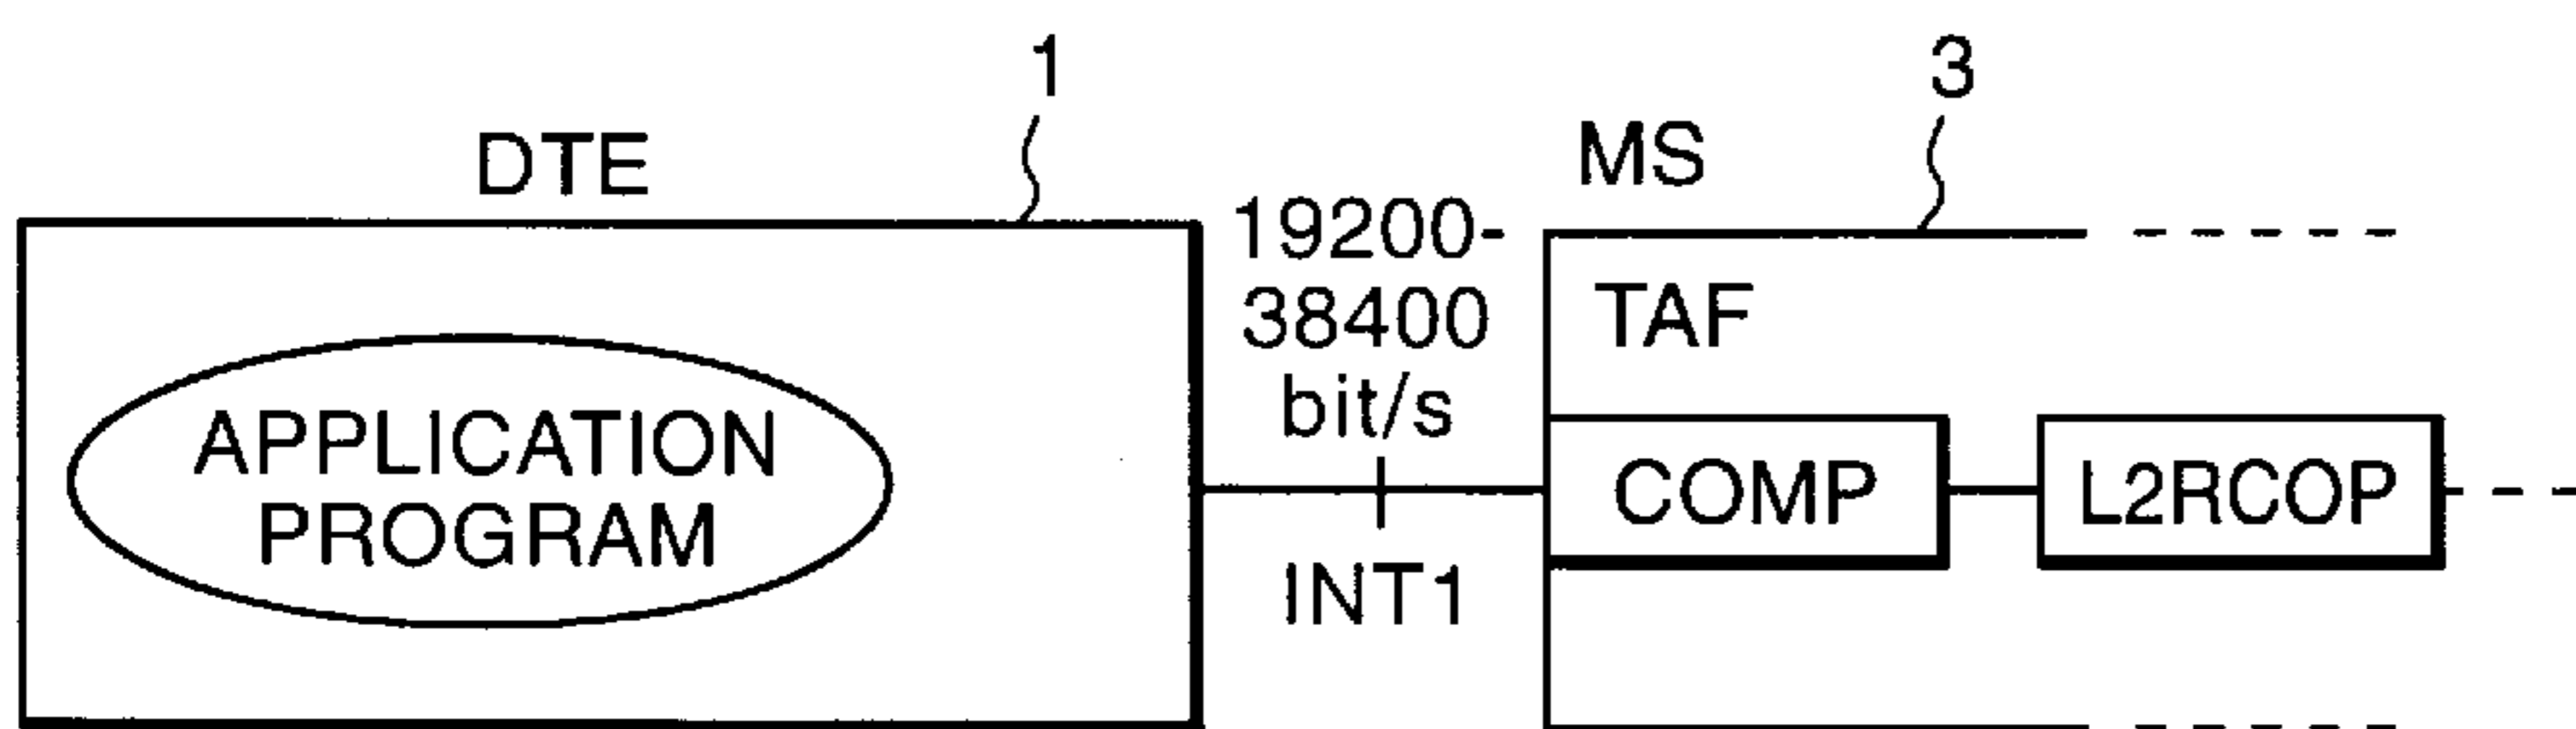 1
3
DTE
MS
19200-
38400
bit/s
TAF
APPLICATION
PROGRAM
COMP
L2RCOP
INT1